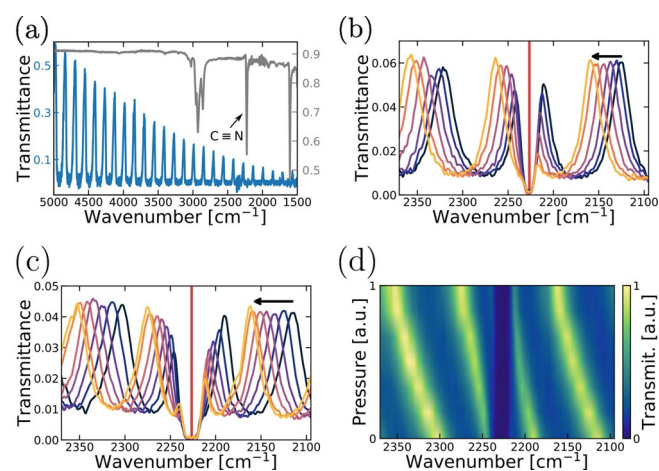 (a)
Transmittance
0.5
0.3
0.1
0.9
0.8
0.7
0.6
0.5
C ≡ N
5000 4500 4000 3500 3000 2500 2000 1500
Wavenumber [cm⁻¹]
(b)
Transmittance
0.06
0.04
0.02
0.00
2350 2300 2250 2200 2150 2100
Wavenumber [cm⁻¹]
(c)
Transmittance
0.05
0.04
0.03
0.02
0.01
0.00
2350 2300 2250 2200 2150 2100
Wavenumber [cm⁻¹]
(d)
Pressure [a.u.]
1
0
2350 2300 2250 2200 2150 2100
Wavenumber [cm⁻¹]
1
0
Transmit. [a.u.]